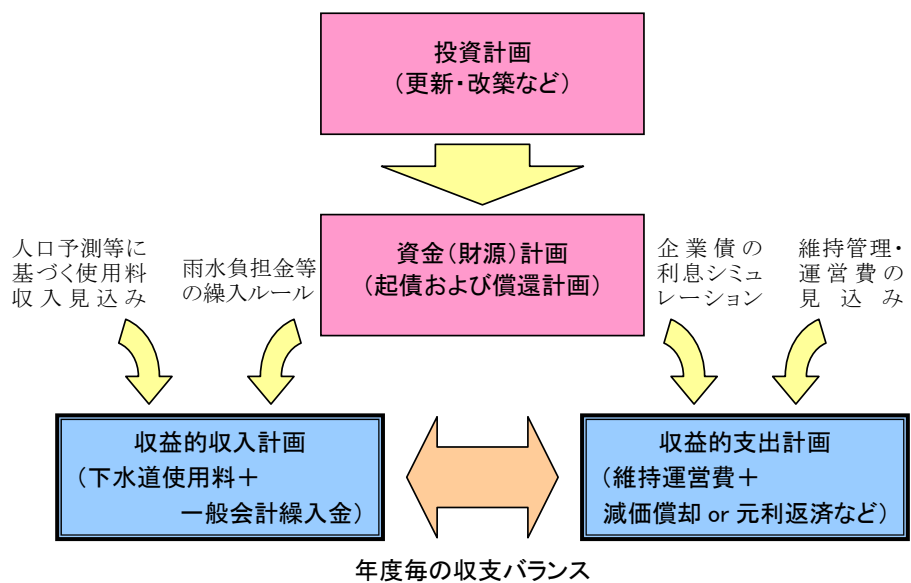 投資計画
（更新・改築など）
資金（財源）計画
（起債および償還計画）
人口予測等に
基づく使用料
収入見込み
雨水負担金等
の繰入ルール
企業債の
利息シミュ
レーション
維持管理・
運営費の
見込み
収益的収入計画
（下水道使用料＋
一般会計繰入金）
収益的支出計画
（維持運営費＋
減価償却 or 元利返済など）
年度毎の収支バランス